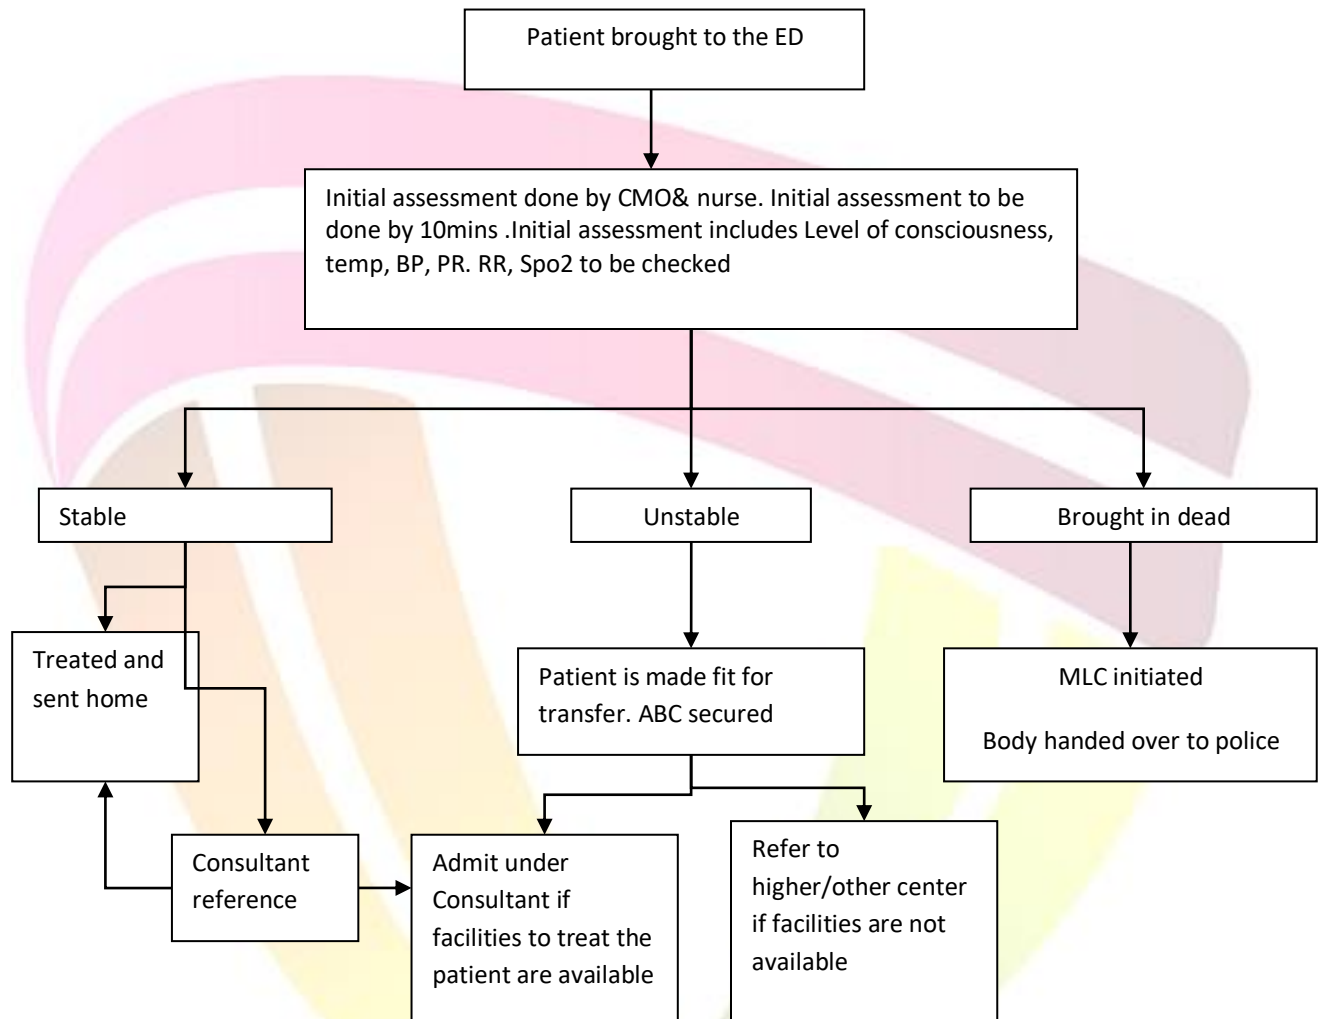 Patient brought to the ED
Initial assessment done by CMO& nurse. Initial assessment to be
done by 10mins .Initial assessment includes Level of consciousness,
temp, BP, PR. RR, Spo2 to be checked
Stable
Unstable
Brought in dead
Treated and
sent home
Patient is made fit for
transfer. ABC secured
MLC initiated
Body handed over to police
Consultant
reference
Admit under
Consultant if
facilities to treat the
patient are available
Refer to
higher/other center
if facilities are not
available